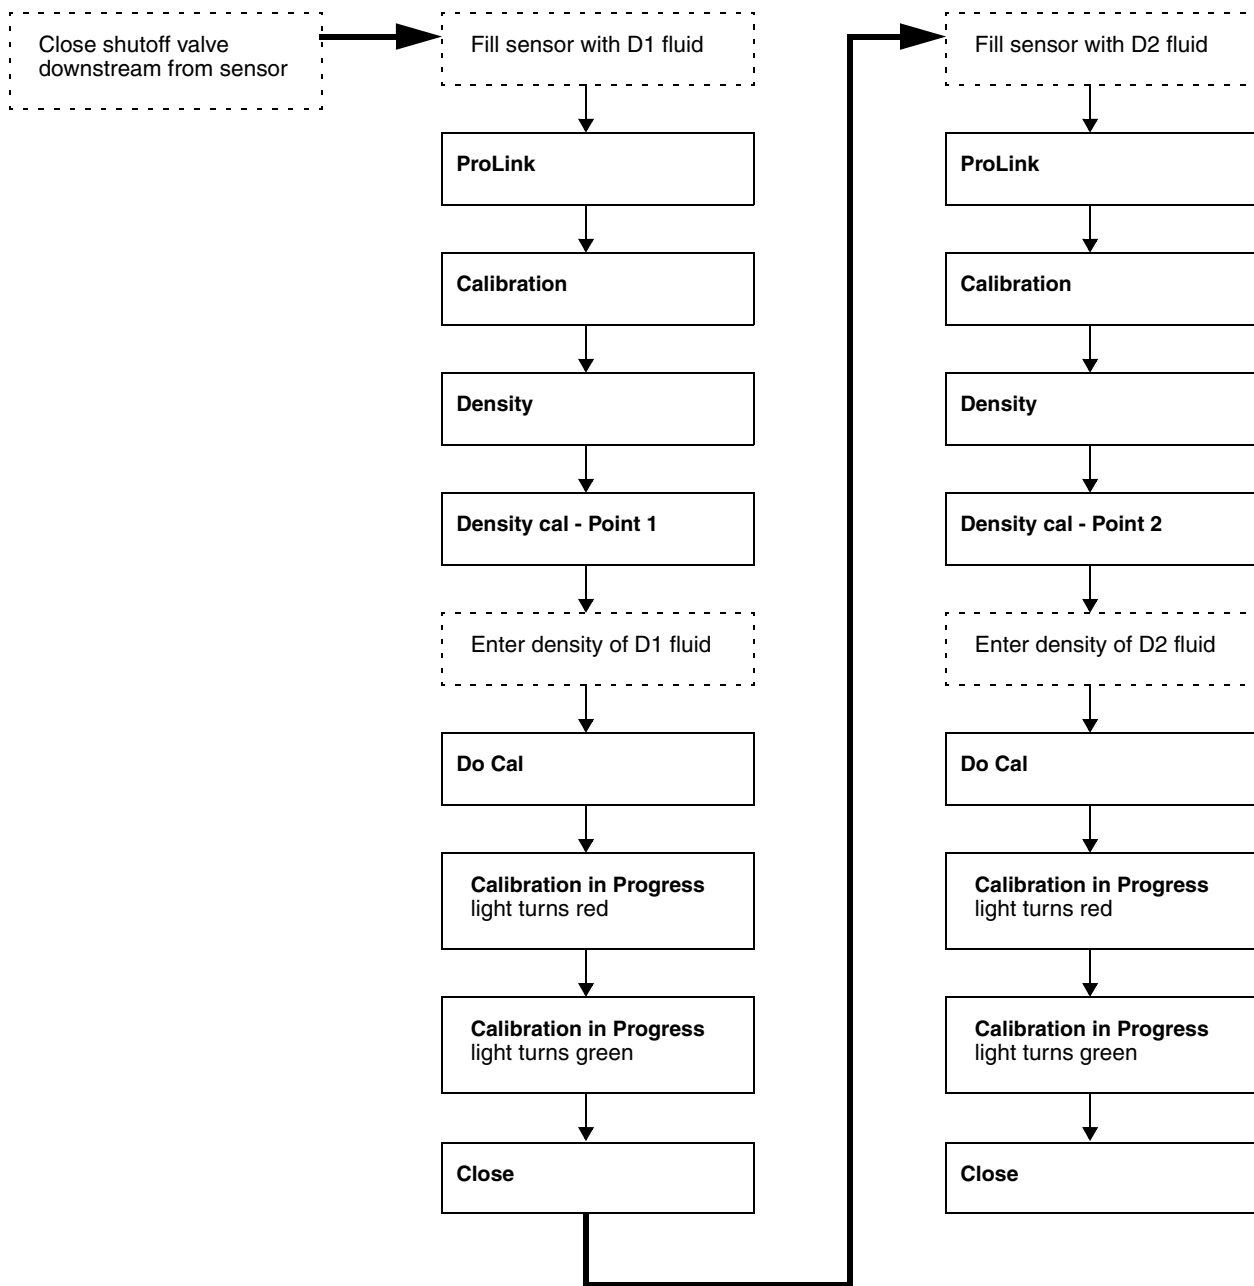 Close shutoff valve
downstream from sensor
Fill sensor with D1 fluid
ProLink
Calibration
Density
Density cal - Point 1
Enter density of D1 fluid
Do Cal
Calibration in Progress
light turns red
Calibration in Progress
light turns green
Close
Fill sensor with D2 fluid
ProLink
Calibration
Density
Density cal - Point 2
Enter density of D2 fluid
Do Cal
Calibration in Progress
light turns red
Calibration in Progress
light turns green
Close